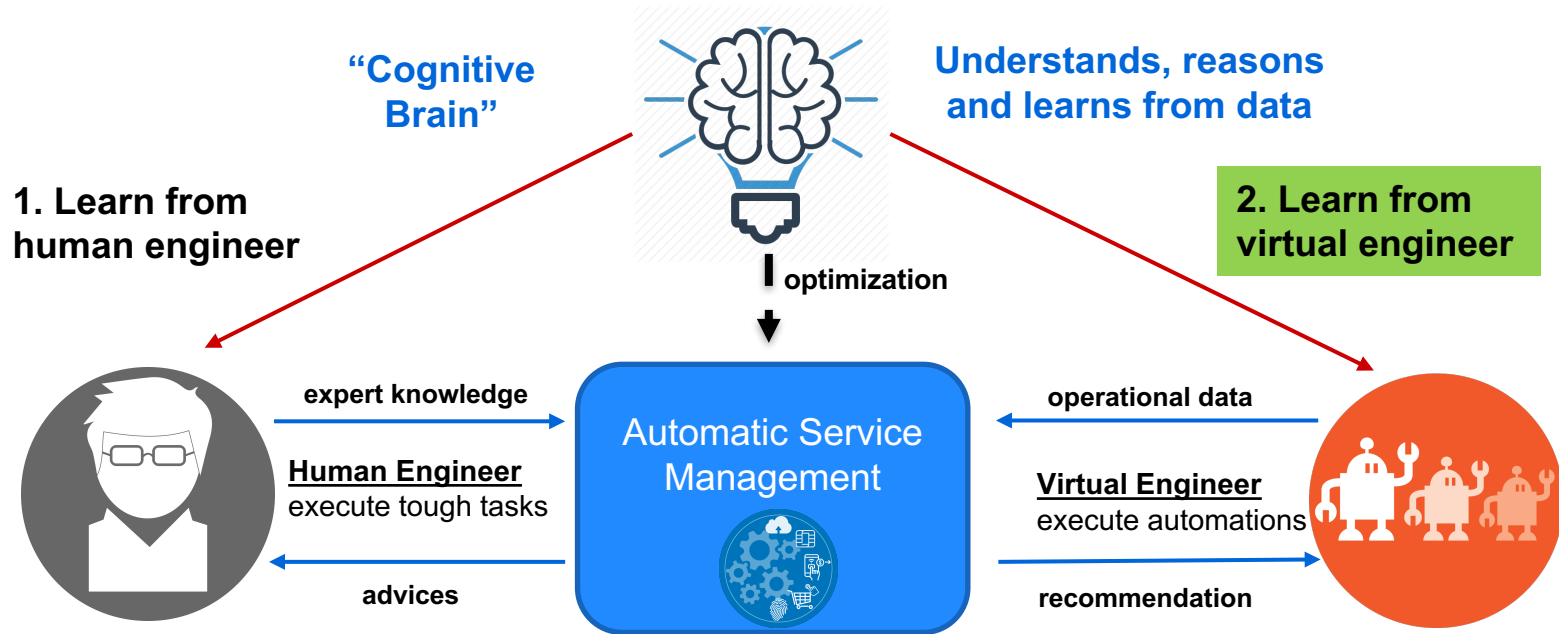 “Cognitive
Brain”
Understands, reasons
and learns from data
1. Learn from
human engineer
2. Learn from
virtual engineer
optimization
expert knowledge
Human Engineer
execute tough tasks
advices
Automatic Service
Management
operational data
Virtual Engineer
execute automations
recommendation